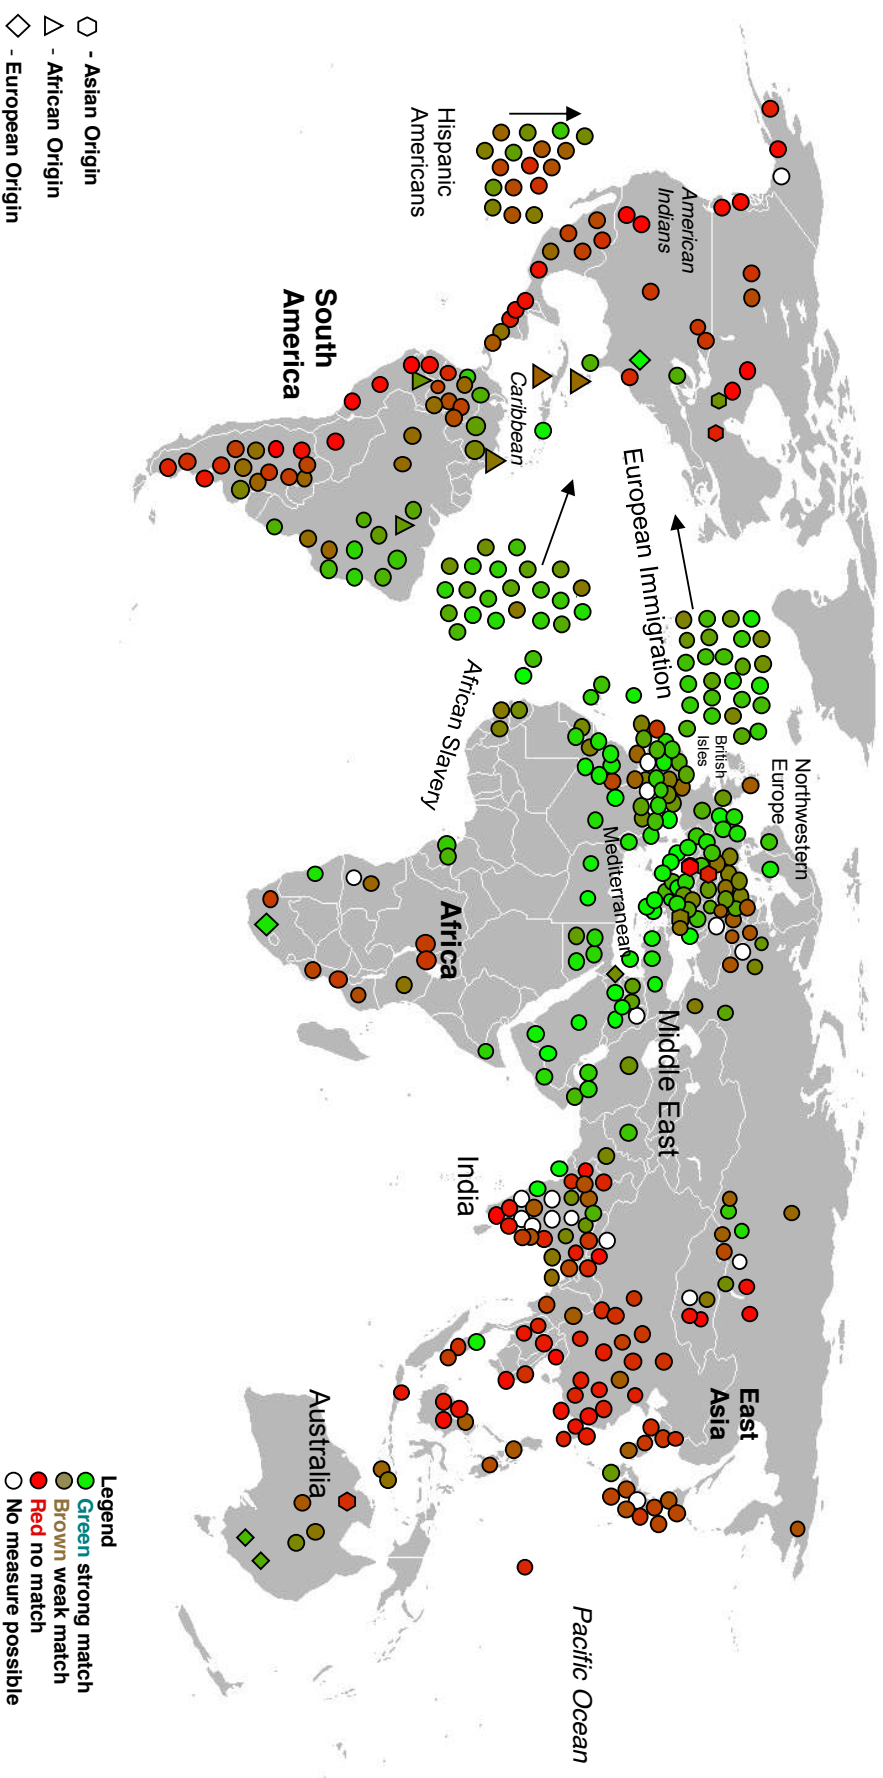 Northwestern
Europe
British
Isles
European Immigration
American
Indians
Hispanic
Americans
Caribbean
South
America
African Slavery
Mediterranean
Middle East
Africa
India
East
Asia
Australia
Pacific Ocean
- Asian Origin
- African Origin
- European Origin
Legend
Green strong match
Brown weak match
Red no match
No measure possible